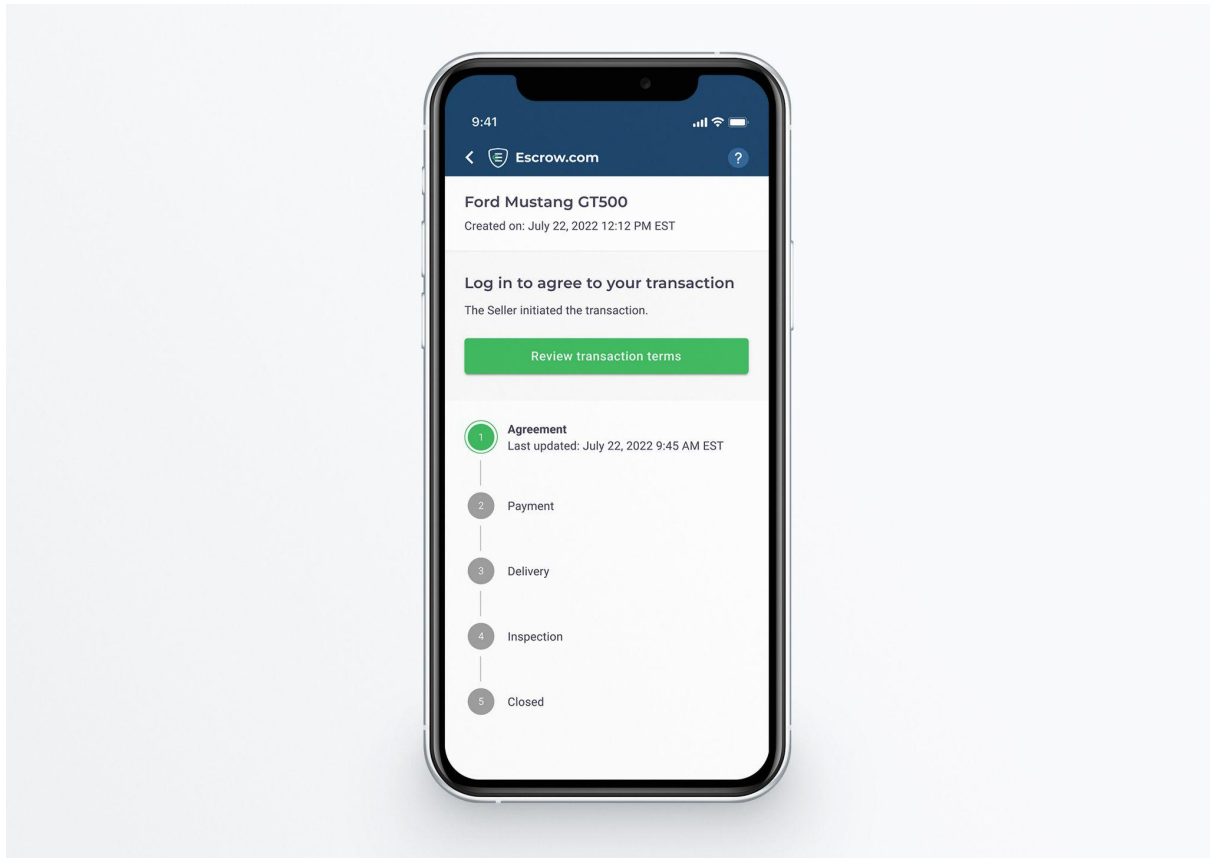 9:41
Escrow.com
?
Ford Mustang GT500
Created on: July 22, 2022 12:12 PM EST
Log in to agree to your transaction
The Seller initiated the transaction.
Review transaction terms
1
Agreement
Last updated: July 22, 2022 9:45 AM EST
2
Payment
3
Delivery
4
Inspection
5
Closed